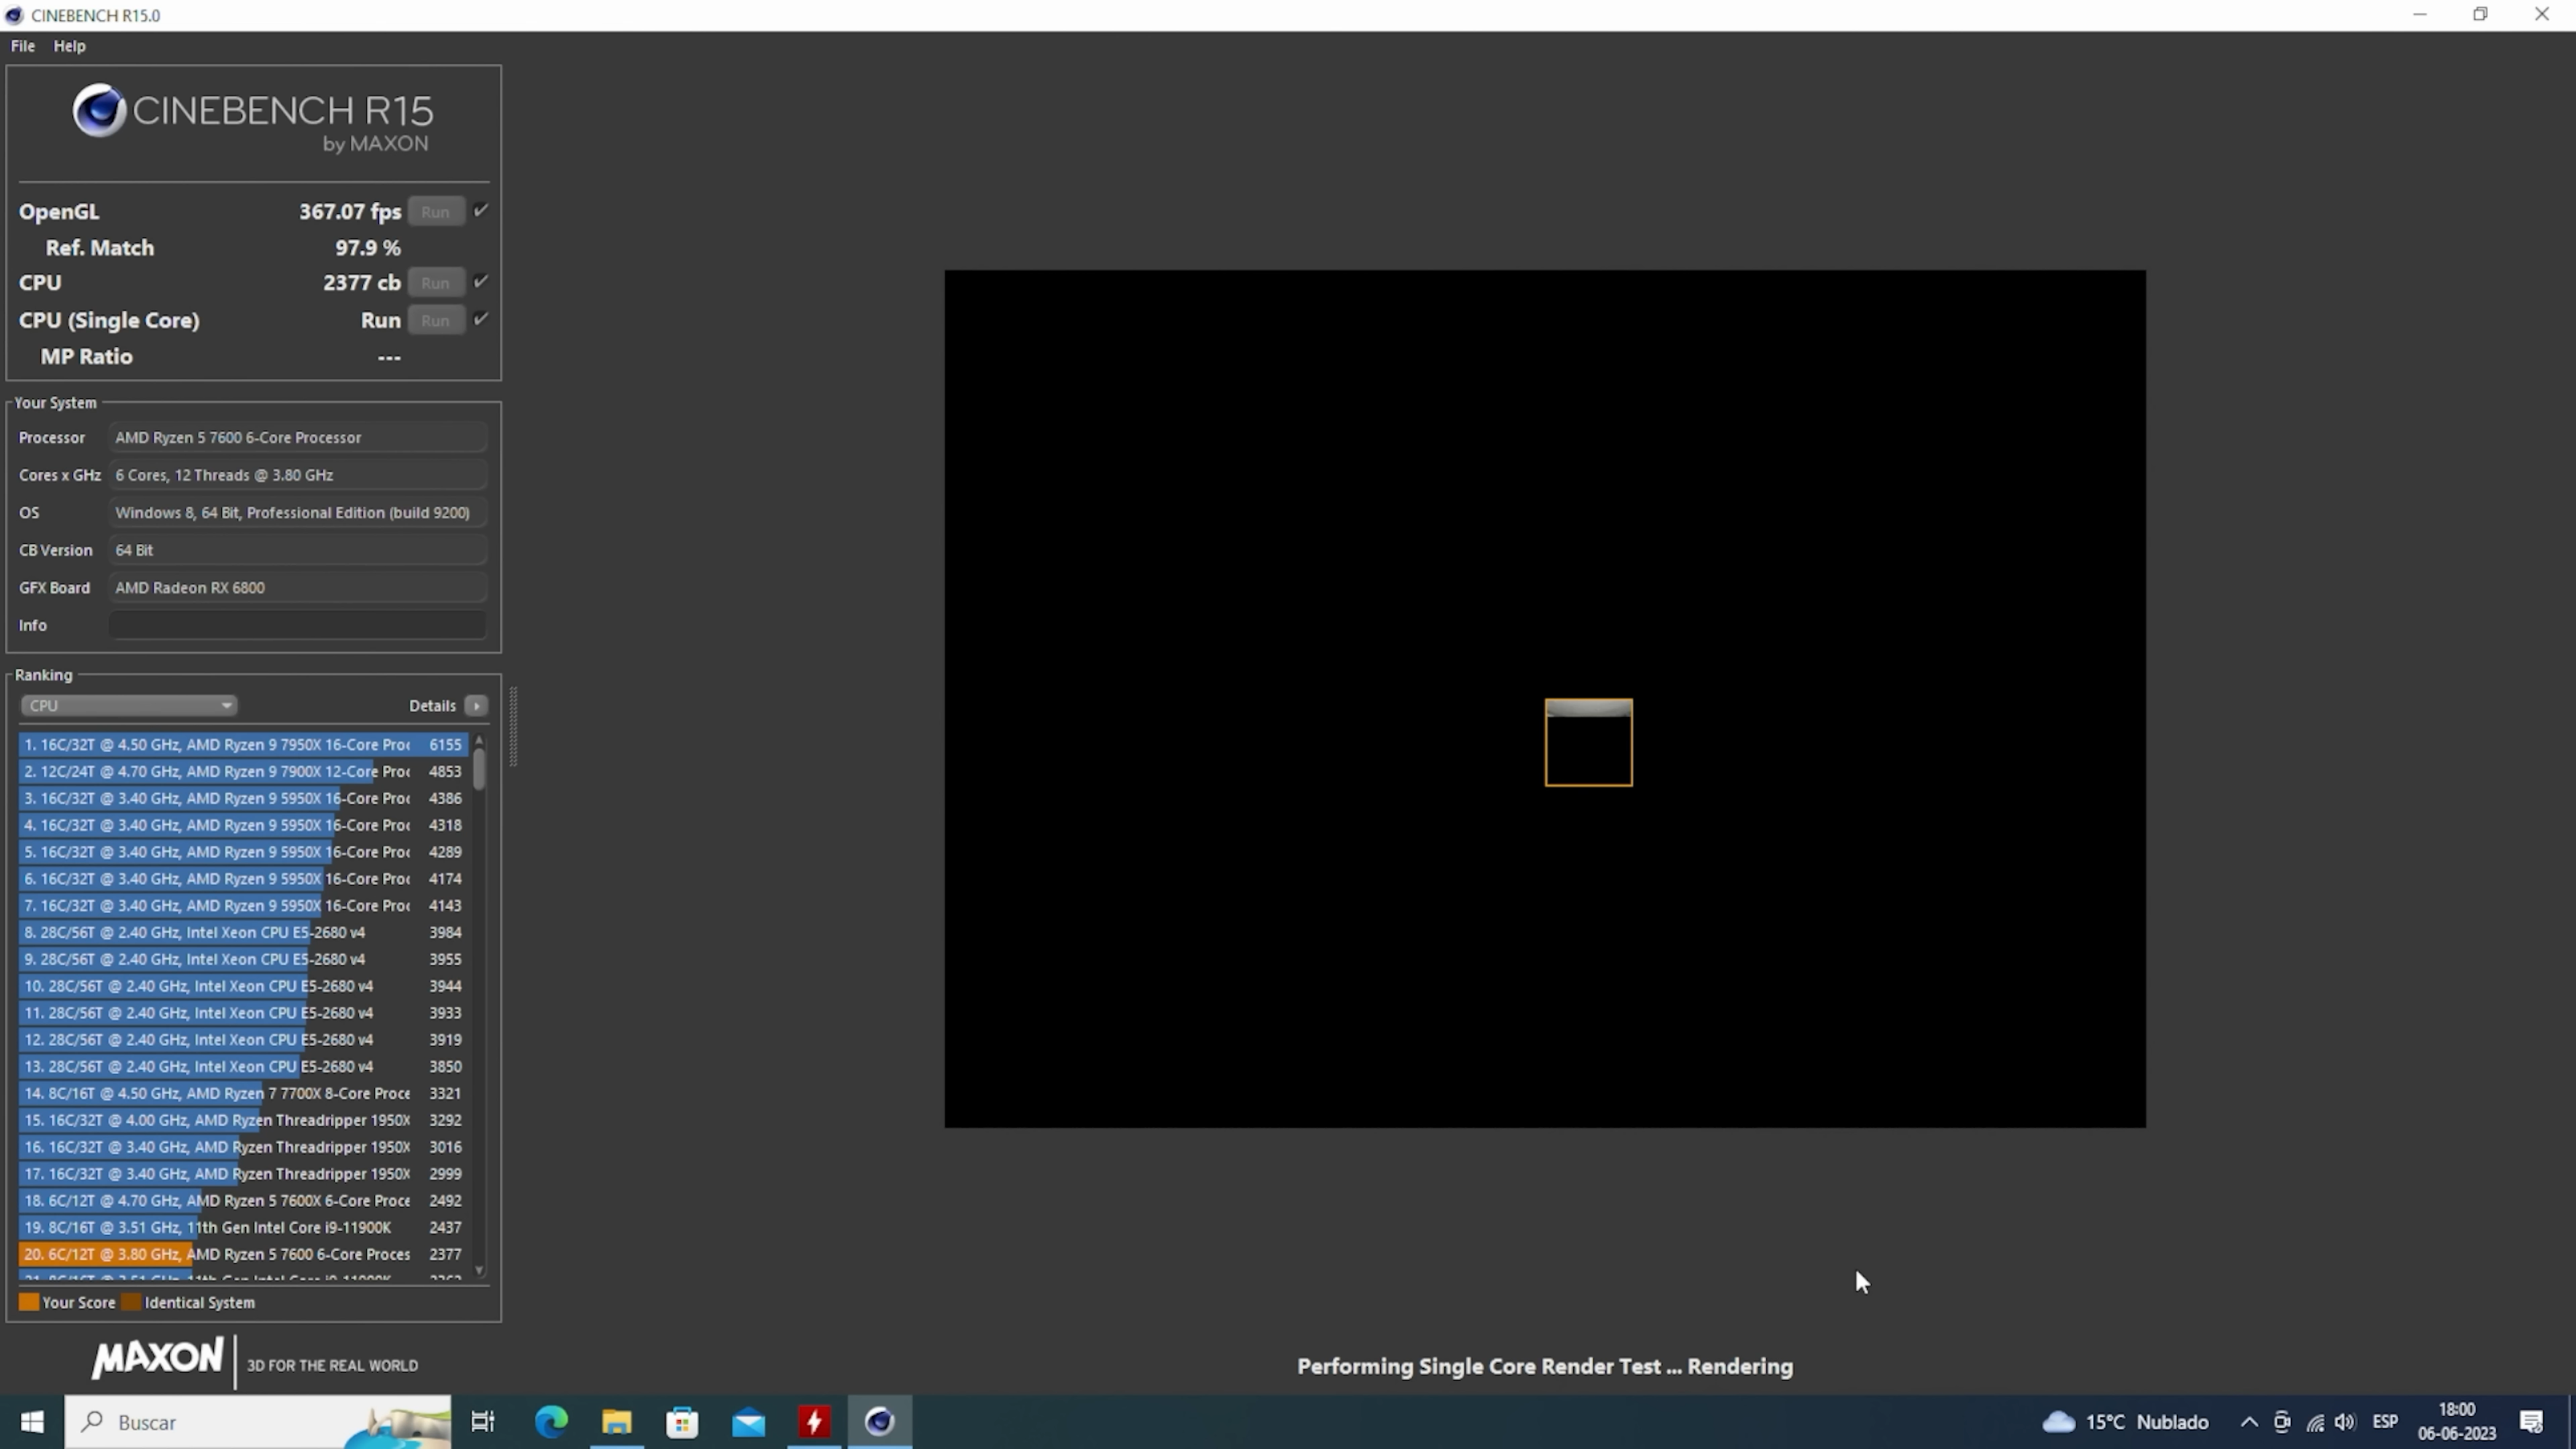 CINEBENCH R15.0
File Help
CINEBENCH R15
by MAXON
OpenGL 367.07 fps Run
Ref. Match 97.9 %
CPU 2377 cb Run
CPU (Single Core) Run Run
MP Ratio ---
Your System
Processor AMD Ryzen 5 7600 6-Core Processor
Cores x GHz 6 Cores, 12 Threads @ 3.80 GHz
OS Windows 8, 64 Bit, Professional Edition (build 9200)
CB Version 64 Bit
GFX Board AMD Radeon RX 6800
Info
Ranking
CPU Details
1. 16C/32T @ 4.50 GHz, AMD Ryzen 9 7950X 16-Core Proc 6155
2. 12C/24T @ 4.70 GHz, AMD Ryzen 9 7900X 12-Core Proc 4853
3. 16C/32T @ 3.40 GHz, AMD Ryzen 9 5950X 16-Core Proc 4386
4. 16C/32T @ 3.40 GHz, AMD Ryzen 9 5950X 16-Core Proc 4318
5. 16C/32T @ 3.40 GHz, AMD Ryzen 9 5950X 16-Core Proc 4289
6. 16C/32T @ 3.40 GHz, AMD Ryzen 9 5950X 16-Core Proc 4174
7. 16C/32T @ 3.40 GHz, AMD Ryzen 9 5950X 16-Core Proc 4143
8. 28C/56T @ 2.40 GHz, Intel Xeon CPU E5-2680 v4 3984
9. 28C/56T @ 2.40 GHz, Intel Xeon CPU E5-2680 v4 3955
10. 28C/56T @ 2.40 GHz, Intel Xeon CPU E5-2680 v4 3944
11. 28C/56T @ 2.40 GHz, Intel Xeon CPU E5-2680 v4 3933
12. 28C/56T @ 2.40 GHz, Intel Xeon CPU E5-2680 v4 3919
13. 28C/56T @ 2.40 GHz, Intel Xeon CPU E5-2680 v4 3850
14. 8C/16T @ 4.50 GHz, AMD Ryzen 7 7700X 8-Core Proce 3321
15. 16C/32T @ 4.00 GHz, AMD Ryzen Threadripper 1950X 3292
16. 16C/32T @ 3.40 GHz, AMD Ryzen Threadripper 1950X 3016
17. 16C/32T @ 3.40 GHz, AMD Ryzen Threadripper 1950X 2999
18. 6C/12T @ 4.70 GHz, AMD Ryzen 5 7600X 6-Core Proce 2492
19. 8C/16T @ 3.51 GHz, 11th Gen Intel Core i9-11900K 2437
20. 6C/12T @ 3.80 GHz, AMD Ryzen 5 7600 6-Core Proces 2377
Your Score Identical System
MAXON 3D FOR THE REAL WORLD
Performing Single Core Render Test ... Rendering
Buscar
15°C Nublado
ESP
18:00
06-06-2023